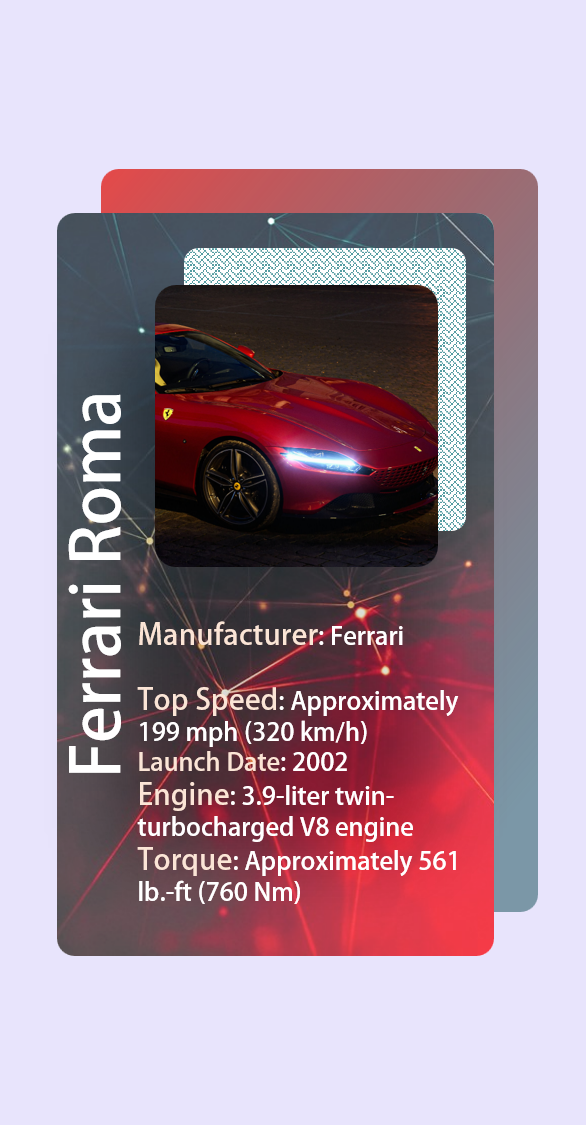 Ferrari Roma
Manufacturer: Ferrari
Top Speed: Approximately
199 mph (320 km/h)
Launch Date: 2002
Engine: 3.9-liter twin-
turbocharged V8 engine
Torque: Approximately 561
lb.-ft (760 Nm)